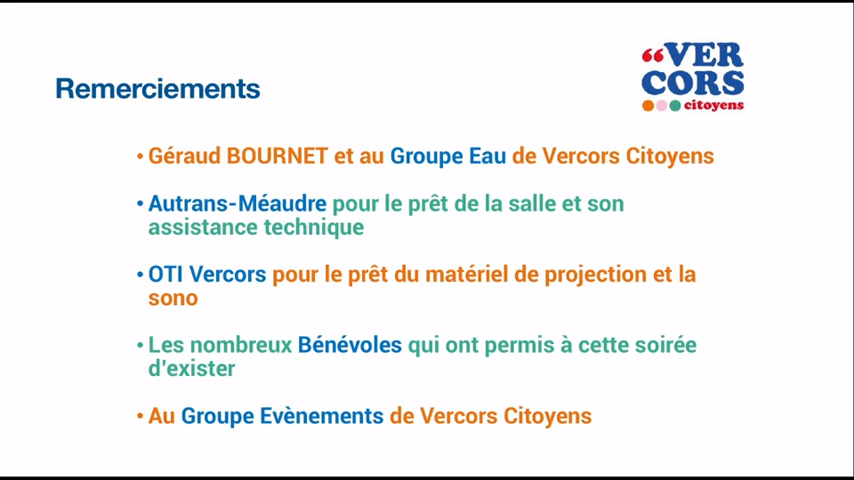 Remerciements
“VER
CORS
citoyens
• Géraud BOURNET et au Groupe Eau de Vercors Citoyens
• Autrans-Méaudre pour le prêt de la salle et son
assistance technique
• OTI Vercors pour le prêt du matériel de projection et la
sono
• Les nombreux Bénévoles qui ont permis à cette soirée
d'exister
• Au Groupe Evènements de Vercors Citoyens